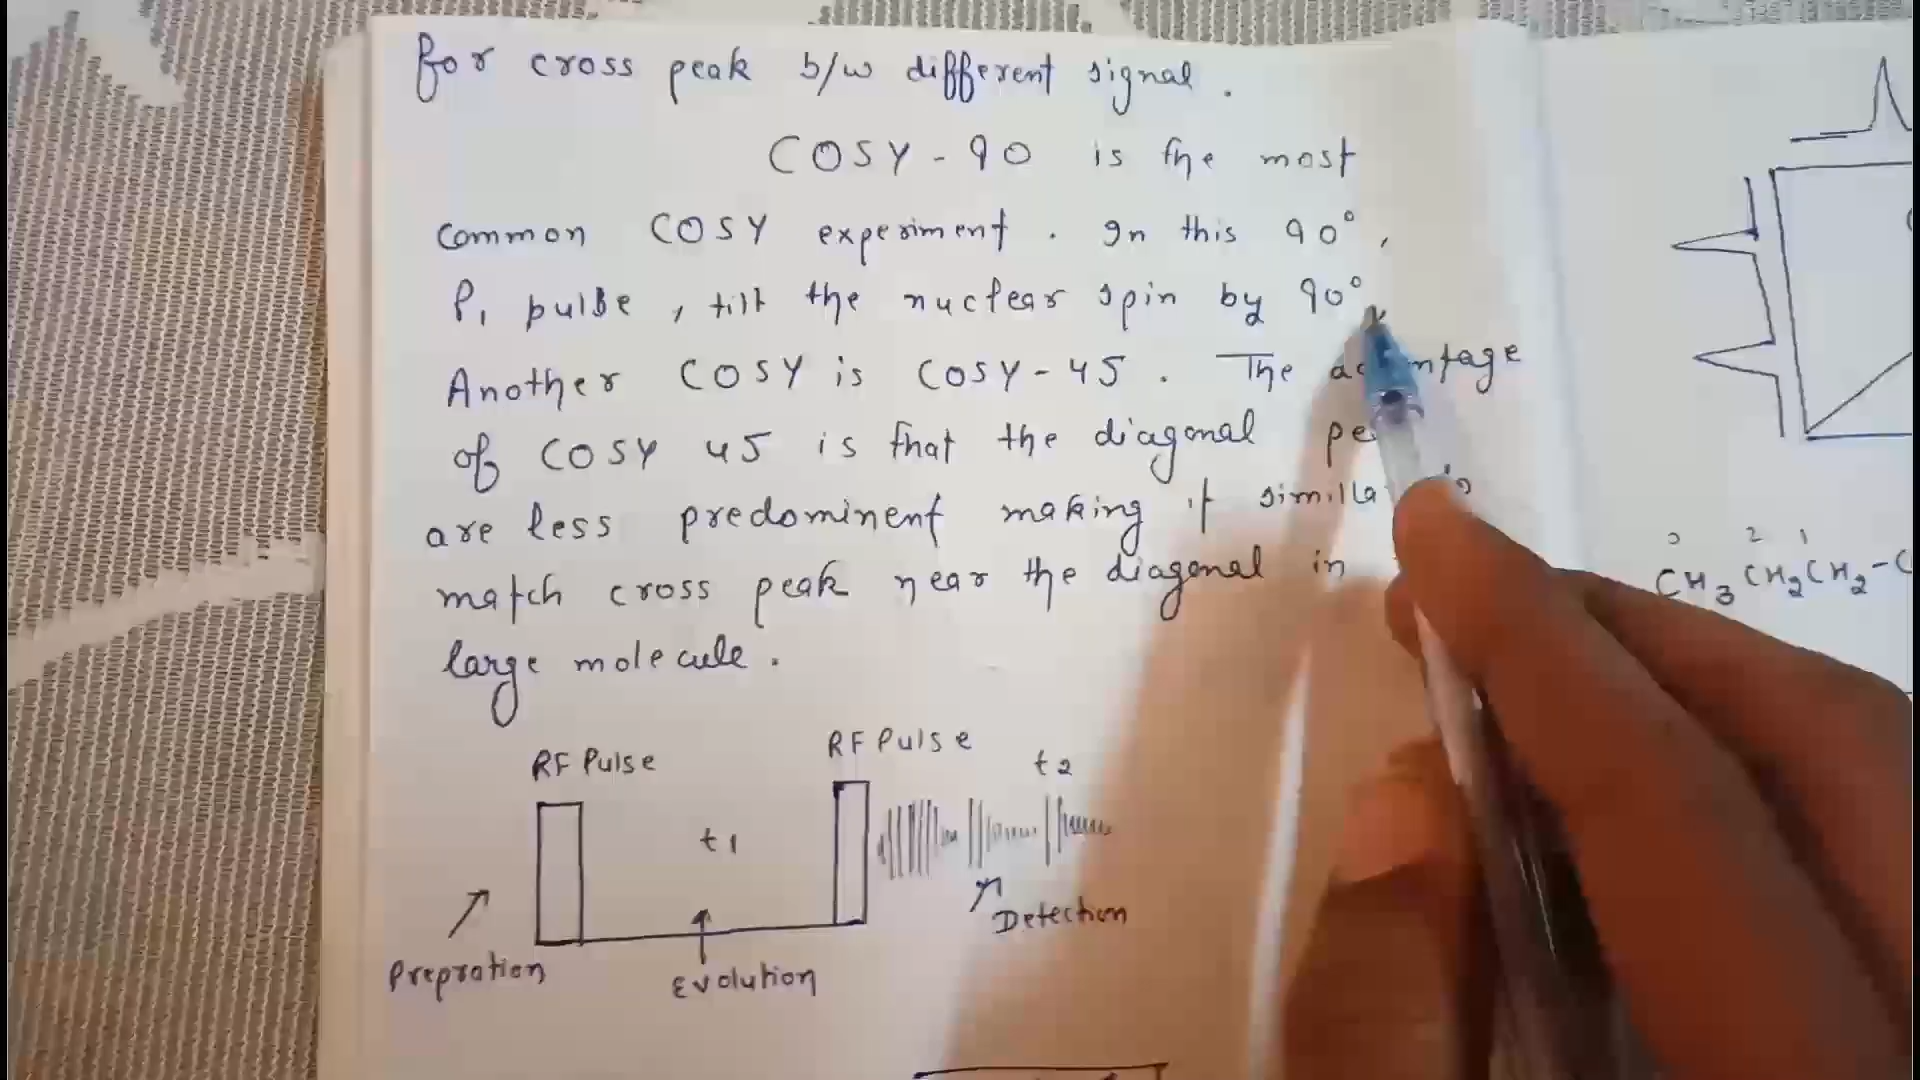 for cross peak b/w different signal.
COSY-90 is the most
common COSY experiment. In this 90°,
P1 pulse, tilt the nuclear spin by 90°,
Another COSY is COSY-45. The
of COSY 45 is that the diagonal
are less predominent making it
match cross peak near the diagonal in
large molecule.
RF Pulse
RF Pulse
t1
t2
Prepration
Evolution
Detection
3 2 1
CH3 CH2 CH2-